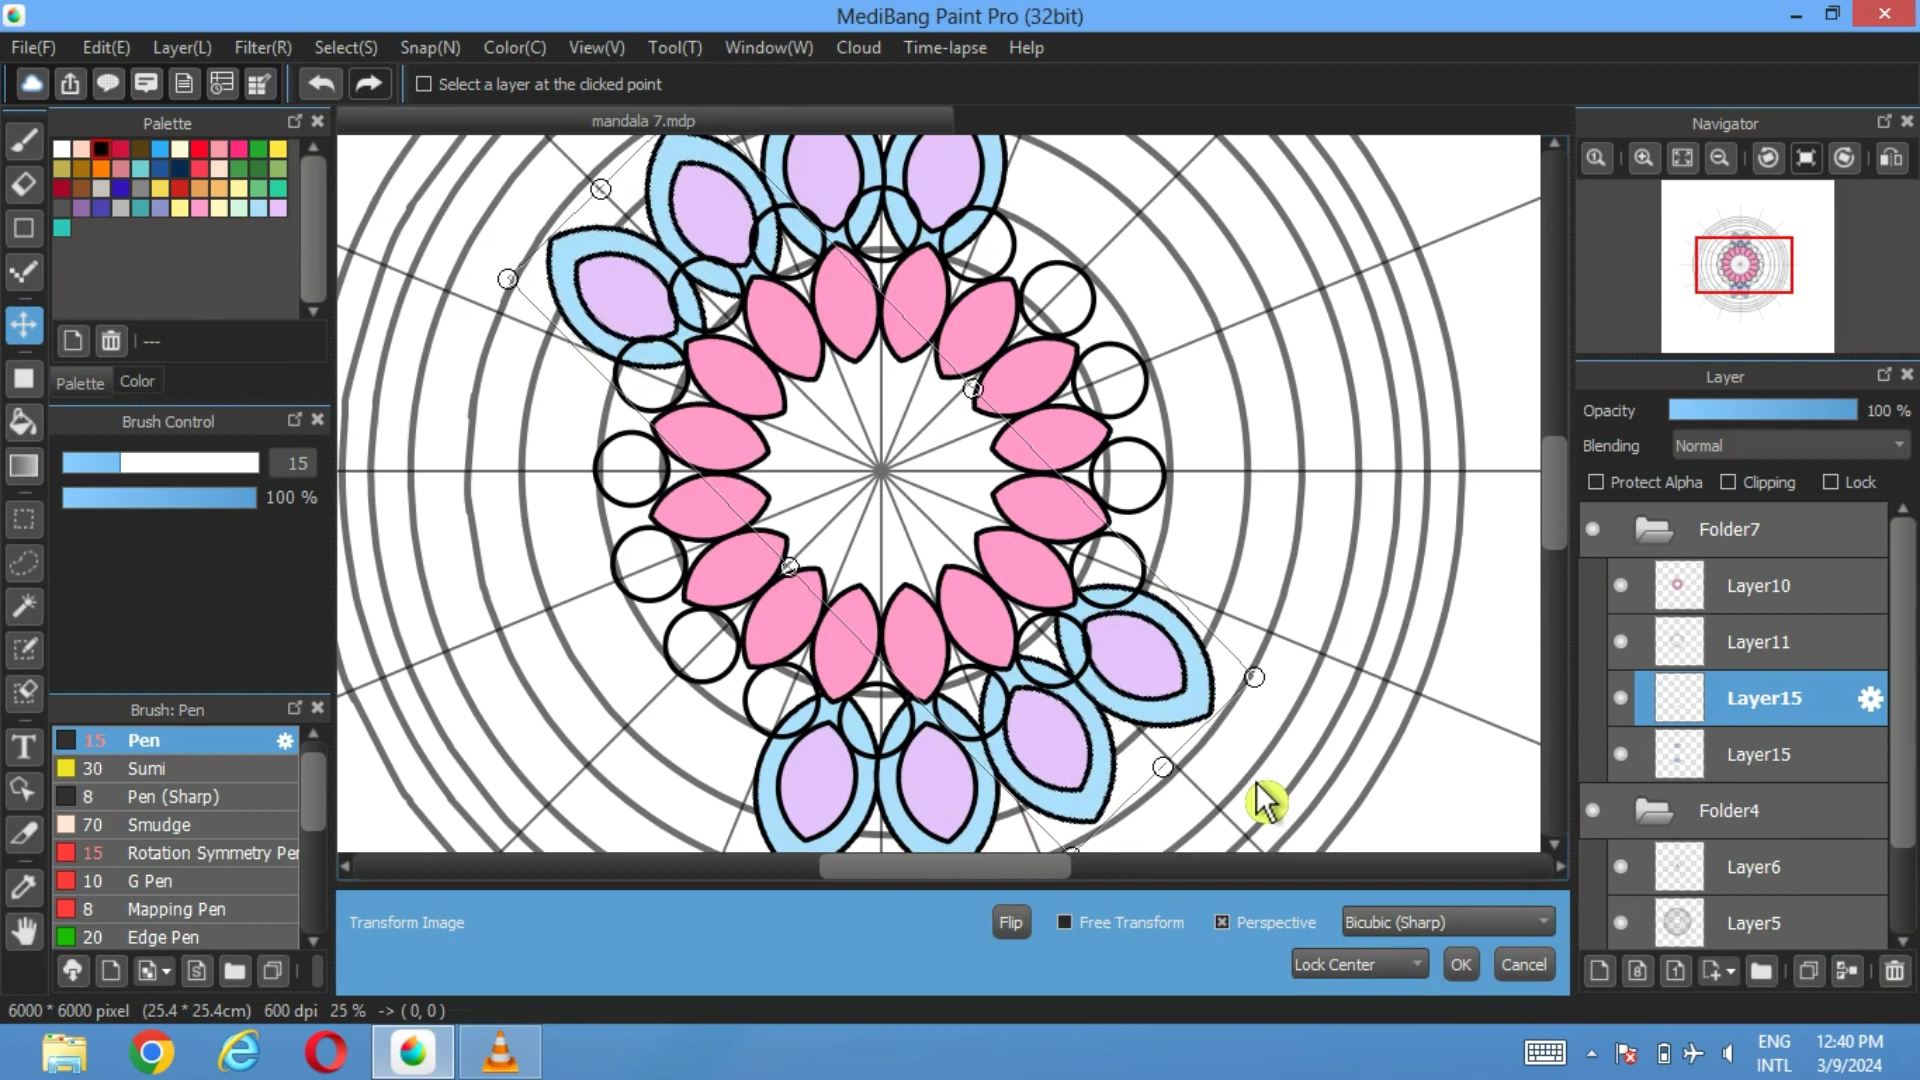 MediBang Paint Pro (32bit)
File(F) Edit(E) Layer(L) Filter(R) Select(S) Snap(N) Color(C) View(V) Tool(T) Window(W) Cloud Time-lapse Help
Select a layer at the clicked point
Palette
mandala 7.mdp
Navigator
---
Palette Color
Brush Control
15
100 %
Layer
Opacity 100 %
Blending Normal
Protect Alpha Clipping Lock
Folder7
Layer10
Layer11
Layer15
Layer15
Folder4
Layer6
Layer5
Brush: Pen
15 Pen
30 Sumi
8 Pen (Sharp)
70 Smudge
15 Rotation Symmetry Pen
10 G Pen
8 Mapping Pen
20 Edge Pen
Transform Image
Flip Free Transform Perspective Bicubic (Sharp)
Lock Center OK Cancel
6000 * 6000 pixel (25.4 * 25.4cm) 600 dpi 25 % -> ( 0, 0 )
ENG
INTL
12:40 PM
3/9/2024